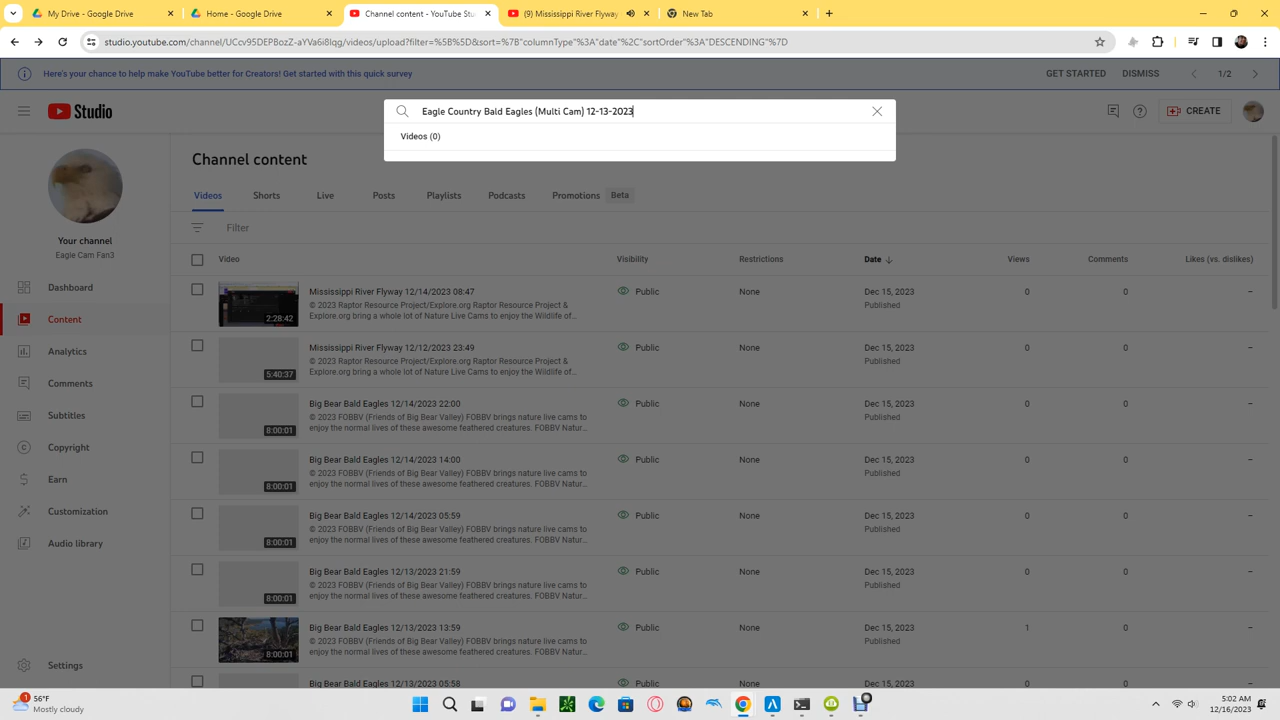 My Drive - Google Drive
Home - Google Drive
Channel content - YouTube Studio
(9) Mississippi River Flyway
New Tab
studio.youtube.com/channel/UCcv95DEPBozZ-aYVa6i8lqg/videos/upload?filter=%5B%5D&sort=%7B"columnType"%3A"date"%2C"sortOrder"%3A"DESCENDING"%7D
Here's your chance to help make YouTube better for Creators! Get started with this quick survey
GET STARTED
DISMISS
1/2
Studio
Eagle Country Bald Eagles (Multi Cam) 12-13-2023
Videos (0)
CREATE
Your channel
Eagle Cam Fan3
Dashboard
Content
Analytics
Comments
Subtitles
Copyright
Earn
Customization
Audio library
Settings
Channel content
Videos Shorts Live Posts Playlists Podcasts Promotions Beta
Filter
Video Visibility Restrictions Date Views Comments Likes (vs. dislikes)
Mississippi River Flyway 12/14/2023 08:47 Public None Dec 15, 2023 0 0 –
© 2023 Raptor Resource Project/Explore.org Raptor Resource Project & Published
2:28:42 Explore.org bring a whole lot of Nature Live Cams to enjoy the Wildlife of…
Mississippi River Flyway 12/12/2023 23:49 Public None Dec 15, 2023 0 0 –
© 2023 Raptor Resource Project/Explore.org Raptor Resource Project & Published
5:40:37 Explore.org bring a whole lot of Nature Live Cams to enjoy the Wildlife of…
Big Bear Bald Eagles 12/14/2023 22:00 Public None Dec 15, 2023 0 0 –
© 2023 FOBBV (Friends of Big Bear Valley) FOBBV brings nature live cams to Published
8:00:01 enjoy the normal lives of these awesome feathered creatures. FOBBV Natur…
Big Bear Bald Eagles 12/14/2023 14:00 Public None Dec 15, 2023 0 0 –
© 2023 FOBBV (Friends of Big Bear Valley) FOBBV brings nature live cams to Published
8:00:01 enjoy the normal lives of these awesome feathered creatures. FOBBV Natur…
Big Bear Bald Eagles 12/14/2023 05:59 Public None Dec 15, 2023 0 0 –
© 2023 FOBBV (Friends of Big Bear Valley) FOBBV brings nature live cams to Published
8:00:01 enjoy the normal lives of these awesome feathered creatures. FOBBV Natur…
Big Bear Bald Eagles 12/13/2023 21:59 Public None Dec 15, 2023 0 0 –
© 2023 FOBBV (Friends of Big Bear Valley) FOBBV brings nature live cams to Published
8:00:01 enjoy the normal lives of these awesome feathered creatures. FOBBV Natur…
Big Bear Bald Eagles 12/13/2023 13:59 Public None Dec 15, 2023 1 0 –
© 2023 FOBBV (Friends of Big Bear Valley) FOBBV brings nature live cams to Published
8:00:01 enjoy the normal lives of these awesome feathered creatures. FOBBV Natur…
Big Bear Bald Eagles 12/13/2023 05:58 Public None Dec 15, 2023 0 0
1
56°F
Mostly cloudy
5:02 AM
12/16/2023